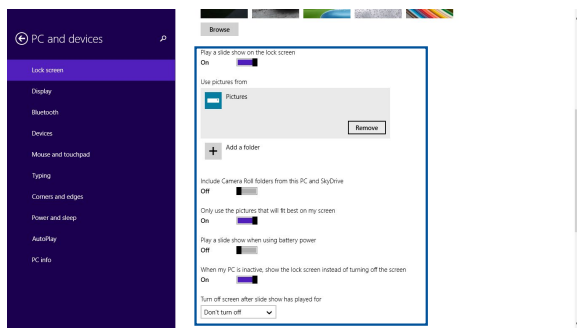 PC and devices
Lock screen
Display
Bluetooth
Devices
Mouse and touchpad
Typing
Corners and edges
Power and sleep
AutoPlay
PC info
Browse
Play a slide show on the lock screen
On
Use pictures from
Pictures
Remove
Add a folder
Include Camera Roll folders from this PC and SkyDrive
Off
Only use the pictures that will fit best on my screen
On
Play a slide show when using battery power
Off
When my PC is inactive, show the lock screen instead of turning off the screen
On
Turn off screen after slide show has played for
Don't turn off